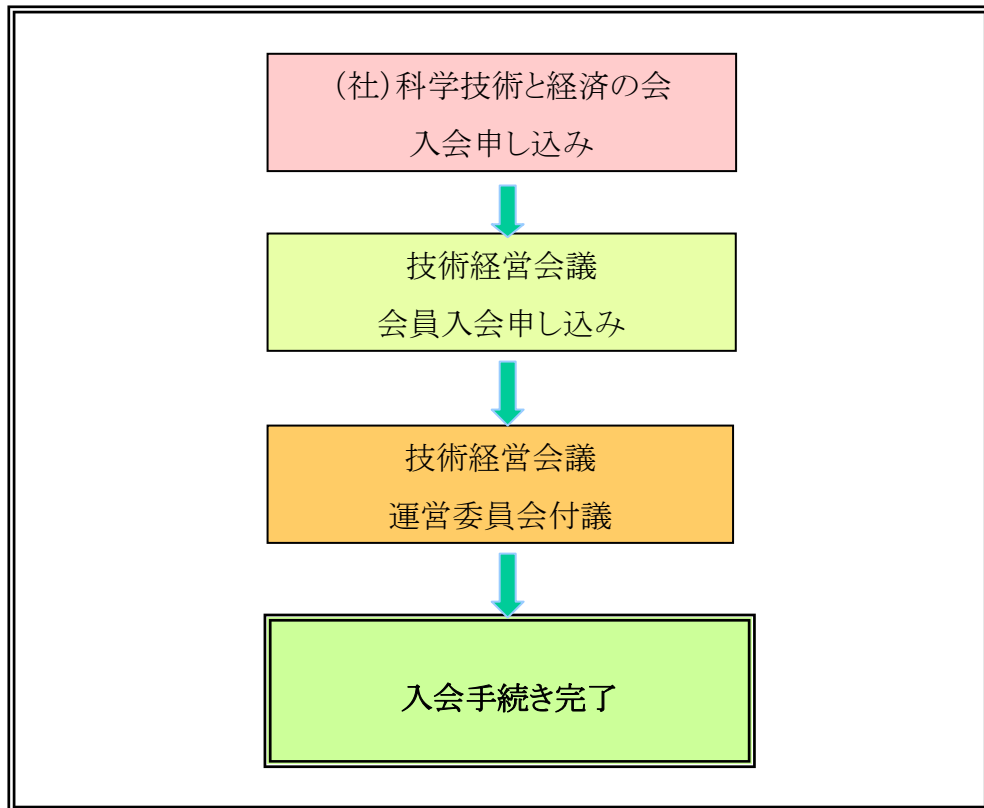 （社）科学技術と経済の会
入会申し込み
技術経営会議
会員入会申し込み
技術経営会議
運営委員会付議
入会手続き完了